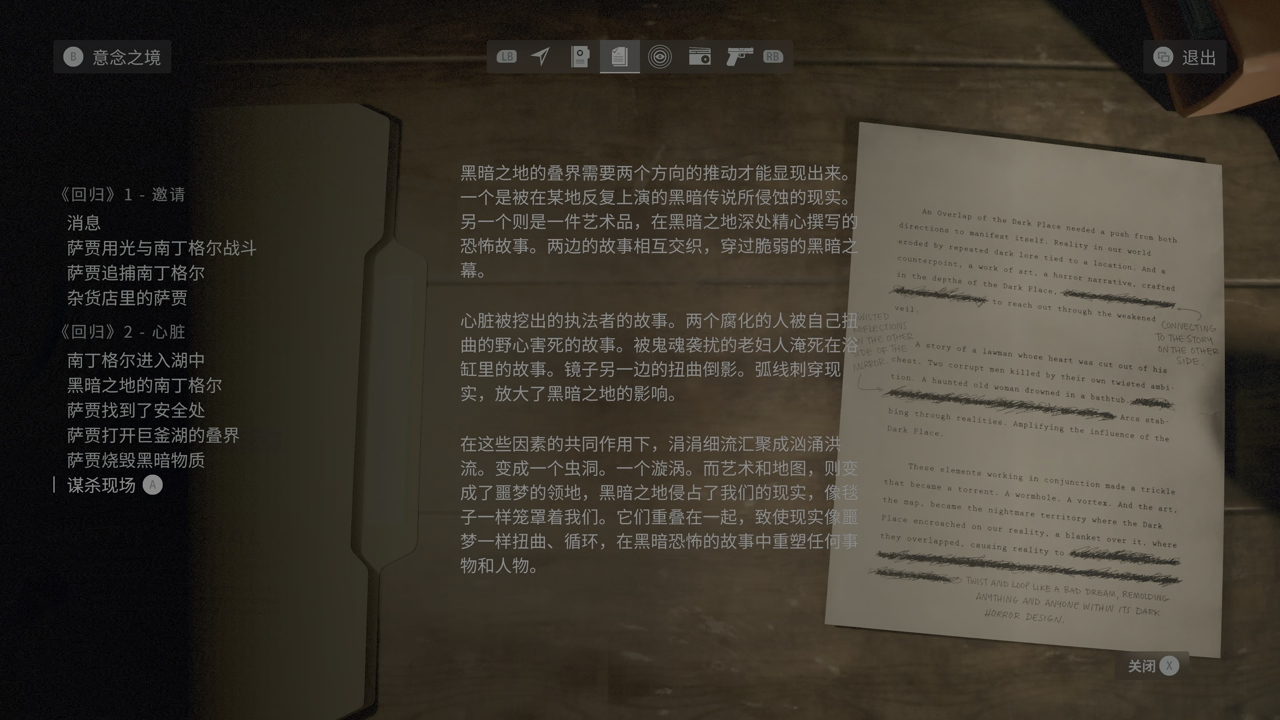 B 意念之境
LB
RB
退出
《回归》1 - 邀请
消息
萨贾用光与南丁格尔战斗
萨贾追捕南丁格尔
杂货店里的萨贾
《回归》2 - 心脏
南丁格尔进入湖中
黑暗之地的南丁格尔
萨贾找到了安全处
萨贾打开巨釜湖的叠界
萨贾烧毁黑暗物质
谋杀现场 A
黑暗之地的叠界需要两个方向的推动才能显现出来。
一个是被在某地反复上演的黑暗传说所侵蚀的现实。
另一个则是一件艺术品，在黑暗之地深处精心撰写的
恐怖故事。两边的故事相互交织，穿过脆弱的黑暗之
幕。
心脏被挖出的执法者的故事。两个腐化的人被自己扭
曲的野心害死的故事。被鬼魂袭扰的老妇人淹死在浴
缸里的故事。镜子另一边的扭曲倒影。弧线刺穿现
实，放大了黑暗之地的影响。
在这些因素的共同作用下，涓涓细流汇聚成汹涌洪
流。变成一个虫洞。一个漩涡。而艺术和地图，则变
成了噩梦的领地，黑暗之地侵占了我们的现实，像毯
子一样笼罩着我们。它们重叠在一起，致使现实像噩
梦一样扭曲、循环，在黑暗恐怖的故事中重塑任何事
物和人物。
An Overlap of the Dark Place needed a push from both
directions to manifest itself. Reality in our world
eroded by repeated dark lore tied to a location. And a
counterpoint, a work of art, a horror narrative, crafted
in the depths of the Dark Place,
to reach out through the weakened
veil.
CONNECTING
TO THE STORY
ON THE OTHER
SIDE.
REFLECTIONS
ON THE OTHER
SIDE OF THE
MIRROR.
A story of a lawman whose heart was cut out of his
chest. Two corrupt men killed by their own twisted ambi-
tion. A haunted old woman drowned in a bathtub.
Arcs stab-
bing through realities. Amplifying the influence of the
Dark Place.
These elements working in conjunction made a trickle
that became a torrent. A wormhole. A vortex. And the art,
the map, became the nightmare territory where the Dark
Place encroached on our reality, a blanket over it, where
they overlapped, causing reality to
TWIST AND LOOP LIKE A BAD DREAM, REMOLDING
ANYTHING AND ANYONE WITHIN ITS DARK
HORROR DESIGN.
关闭 X